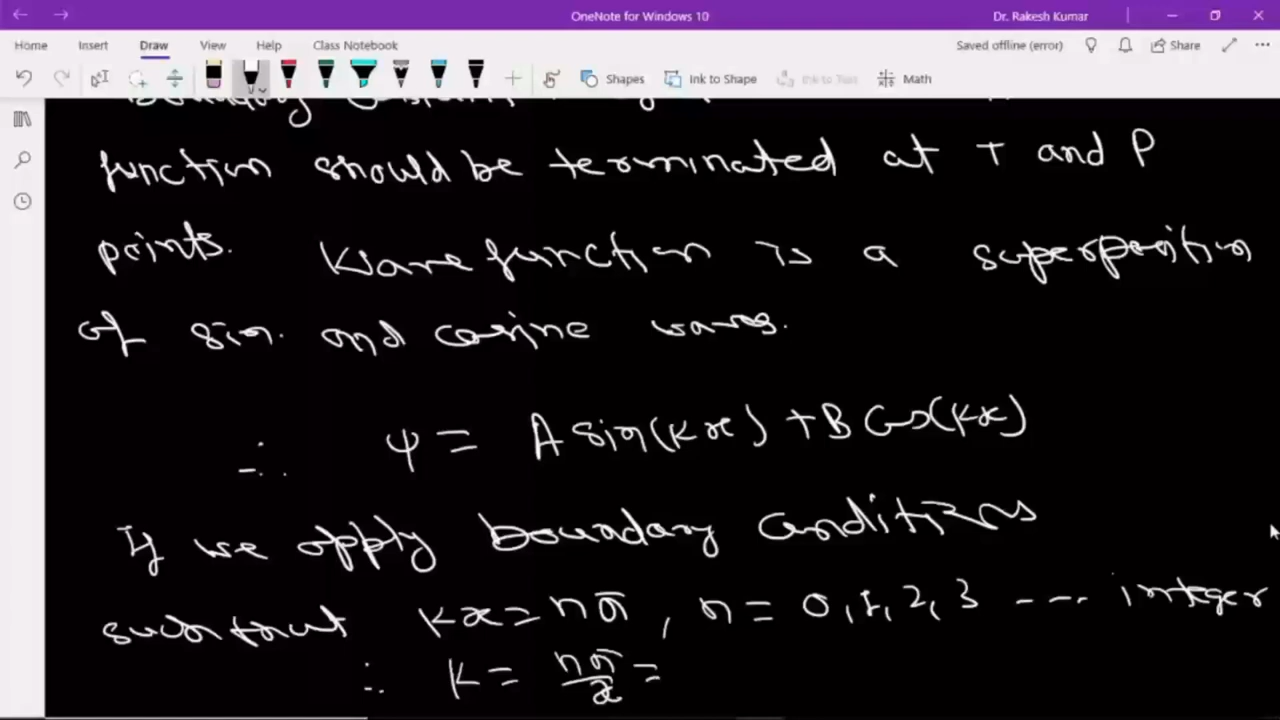 OneNote for Windows 10
Dr. Rakesh Kumar
Home Insert Draw View Help Class Notebook
Saved offline (error) Share
Shapes Ink to Shape Ink to Text Math
Boundary
function should be terminated at T and P
points. Wave function is a superposition
of sin. and cosine waves.
∴ ψ = A sin(kx) + B Cos(kx)
If we apply boundary conditions
such that kx = nπ, n = 0, 1, 2, 3 --- integer
∴ k = nπ/x =